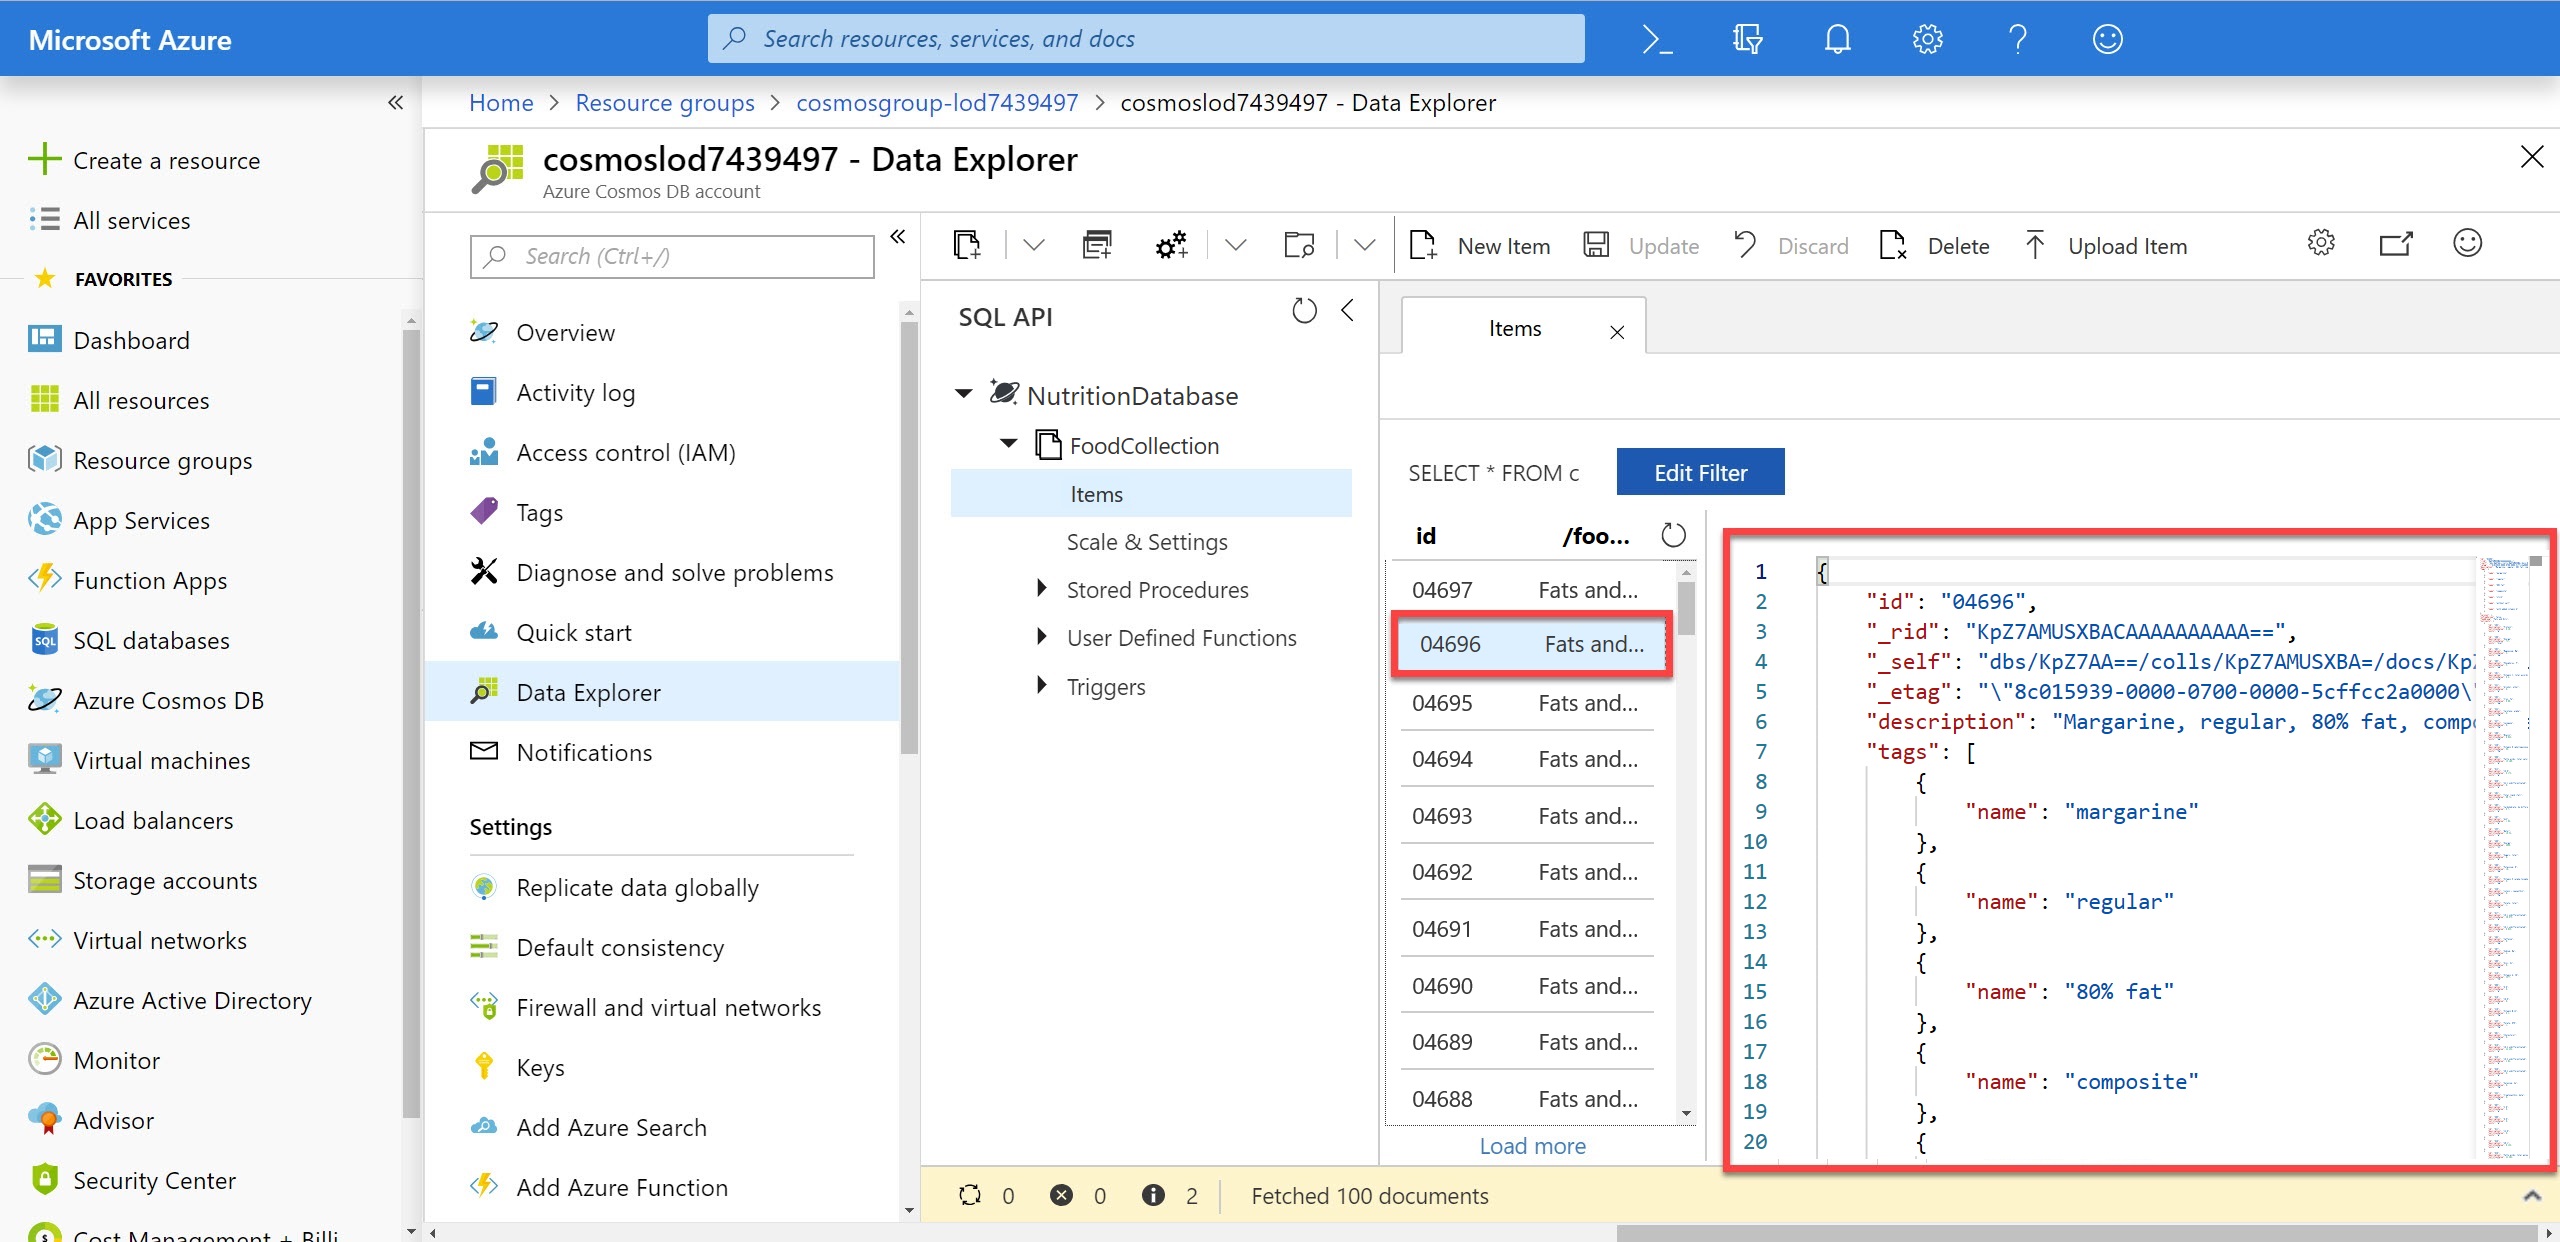 Microsoft Azure
Search resources, services, and docs
Home > Resource groups > cosmosgroup-lod7439497 > cosmoslod7439497 - Data Explorer
Create a resource
All services
FAVORITES
Dashboard
All resources
Resource groups
App Services
Function Apps
SQL databases
Azure Cosmos DB
Virtual machines
Load balancers
Storage accounts
Virtual networks
Azure Active Directory
Monitor
Advisor
Security Center
Cost Management + Billi
cosmoslod7439497 - Data Explorer
Azure Cosmos DB account
Search (Ctrl+/)
Overview
Activity log
Access control (IAM)
Tags
Diagnose and solve problems
Quick start
Data Explorer
Notifications
Settings
Replicate data globally
Default consistency
Firewall and virtual networks
Keys
Add Azure Search
Add Azure Function
New Item Update Discard Delete Upload Item
SQL API
NutritionDatabase
FoodCollection
Items
Scale & Settings
Stored Procedures
User Defined Functions
Triggers
Items
SELECT * FROM c Edit Filter
id /foo...
04697 Fats and...
04696 Fats and...
04695 Fats and...
04694 Fats and...
04693 Fats and...
04692 Fats and...
04691 Fats and...
04690 Fats and...
04689 Fats and...
04688 Fats and...
Load more
1 {
2 "id": "04696",
3 "_rid": "KpZ7AMUSXBACAAAAAAAAAA==",
4 "_self": "dbs/KpZ7AA==/colls/KpZ7AMUSXBA=/docs/KpZ
5 "_etag": "\"8c015939-0000-0700-0000-5cffcc2a0000\"
6 "description": "Margarine, regular, 80% fat, compo
7 "tags": [
8 {
9 "name": "margarine"
10 },
11 {
12 "name": "regular"
13 },
14 {
15 "name": "80% fat"
16 },
17 {
18 "name": "composite"
19 },
20 {
0 0 2 Fetched 100 documents